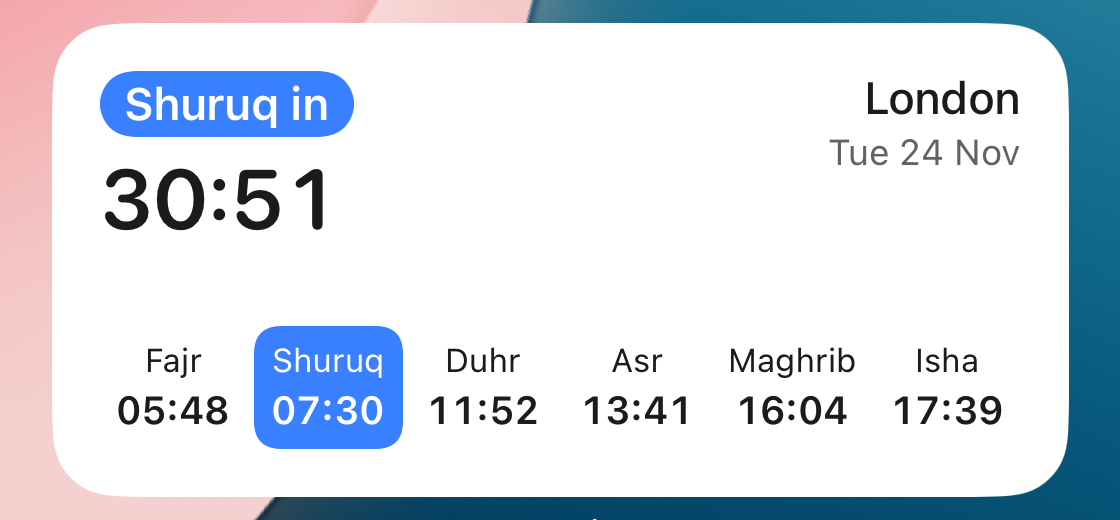 Shuruq in
30:51
London
Tue 24 Nov
Fajr Shuruq Duhr Asr Maghrib Isha
05:48 07:30 11:52 13:41 16:04 17:39